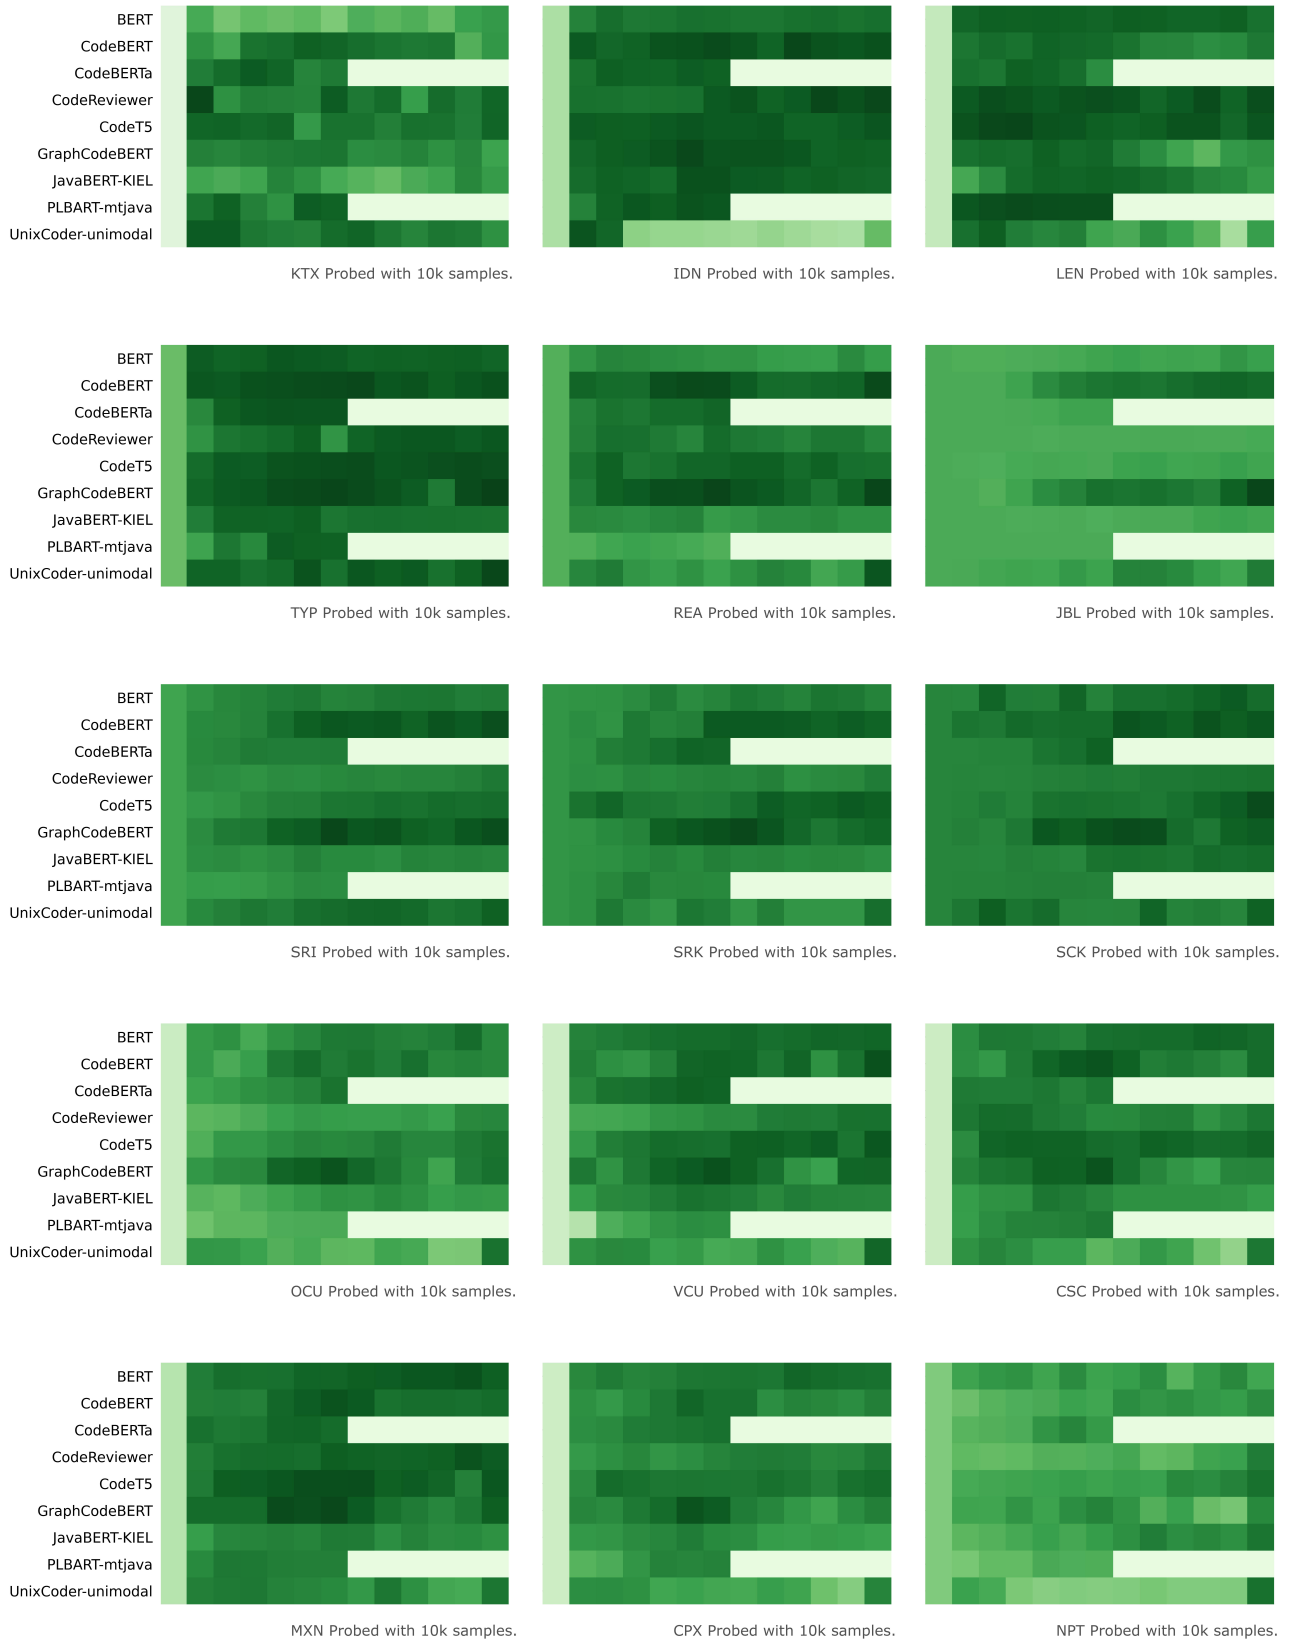 BERT
CodeBERT
CodeBERTa
CodeReviewer
CodeT5
GraphCodeBERT
JavaBERT-KIEL
PLBART-mtjava
UnixCoder-unimodal
KTX Probed with 10k samples.
IDN Probed with 10k samples.
LEN Probed with 10k samples.
BERT
CodeBERT
CodeBERTa
CodeReviewer
CodeT5
GraphCodeBERT
JavaBERT-KIEL
PLBART-mtjava
UnixCoder-unimodal
TYP Probed with 10k samples.
REA Probed with 10k samples.
JBL Probed with 10k samples.
BERT
CodeBERT
CodeBERTa
CodeReviewer
CodeT5
GraphCodeBERT
JavaBERT-KIEL
PLBART-mtjava
UnixCoder-unimodal
SRI Probed with 10k samples.
SRK Probed with 10k samples.
SCK Probed with 10k samples.
BERT
CodeBERT
CodeBERTa
CodeReviewer
CodeT5
GraphCodeBERT
JavaBERT-KIEL
PLBART-mtjava
UnixCoder-unimodal
OCU Probed with 10k samples.
VCU Probed with 10k samples.
CSC Probed with 10k samples.
BERT
CodeBERT
CodeBERTa
CodeReviewer
CodeT5
GraphCodeBERT
JavaBERT-KIEL
PLBART-mtjava
UnixCoder-unimodal
MXN Probed with 10k samples.
CPX Probed with 10k samples.
NPT Probed with 10k samples.